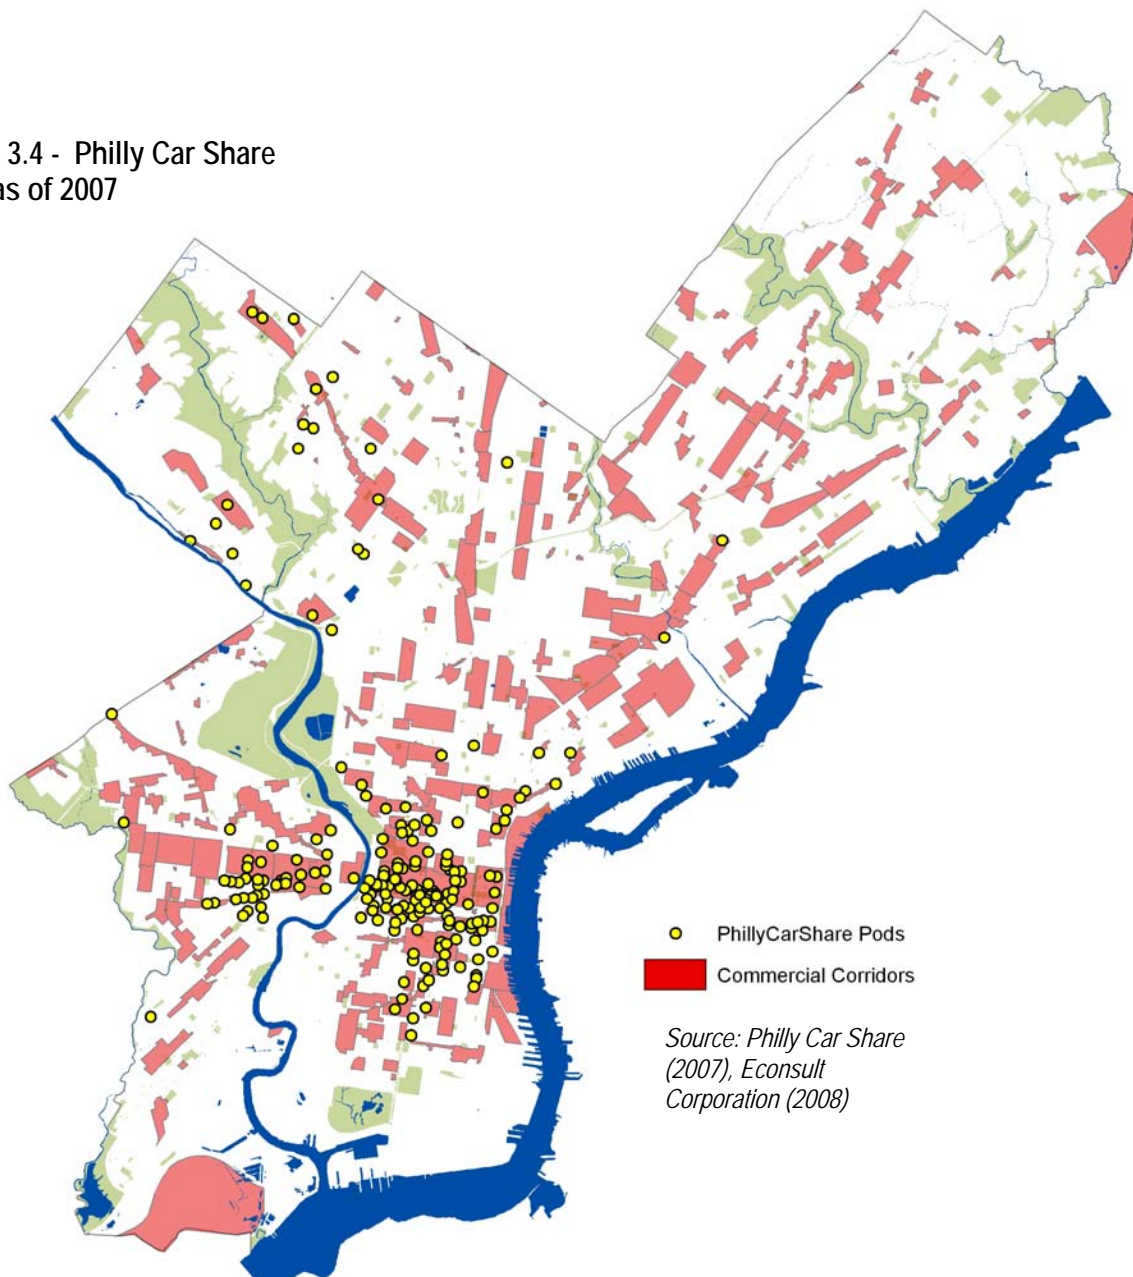 3.4 - Philly Car Share
as of 2007
PhillyCarShare Pods
Commercial Corridors
Source: Philly Car Share
(2007), Econsult
Corporation (2008)